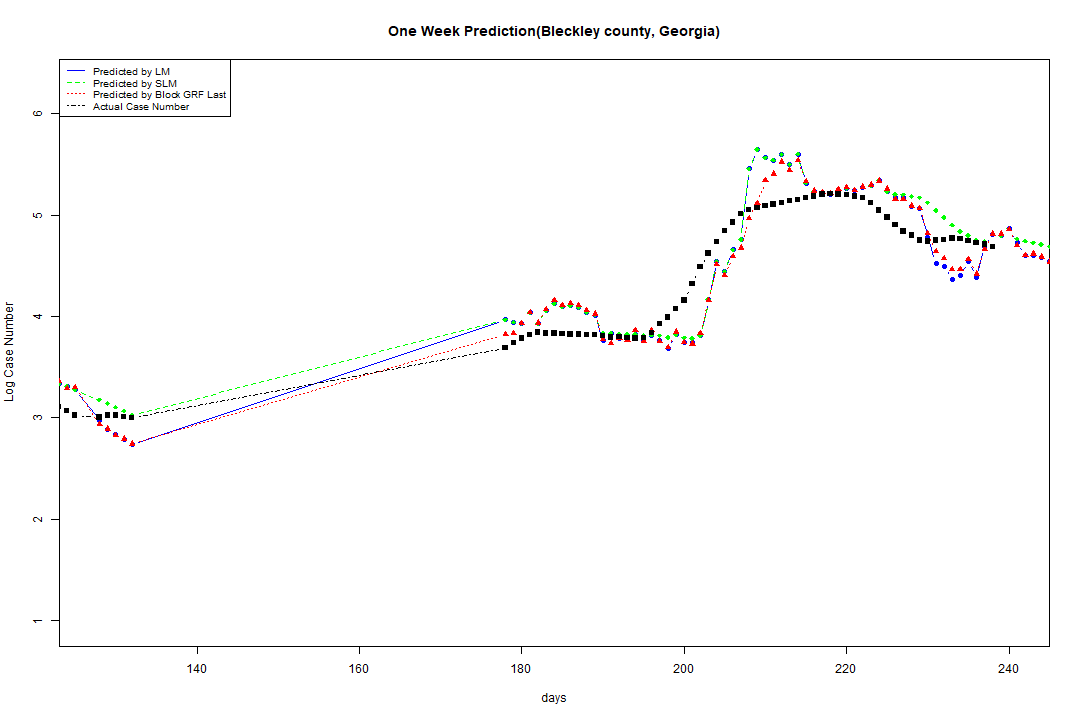 One Week Prediction(Bleckley county, Georgia)
Predicted by LM
Predicted by SLM
Predicted by Block GRF Last
Actual Case Number
6
5
4
3
2
1
Log Case Number
140 160 180 200 220 240
days